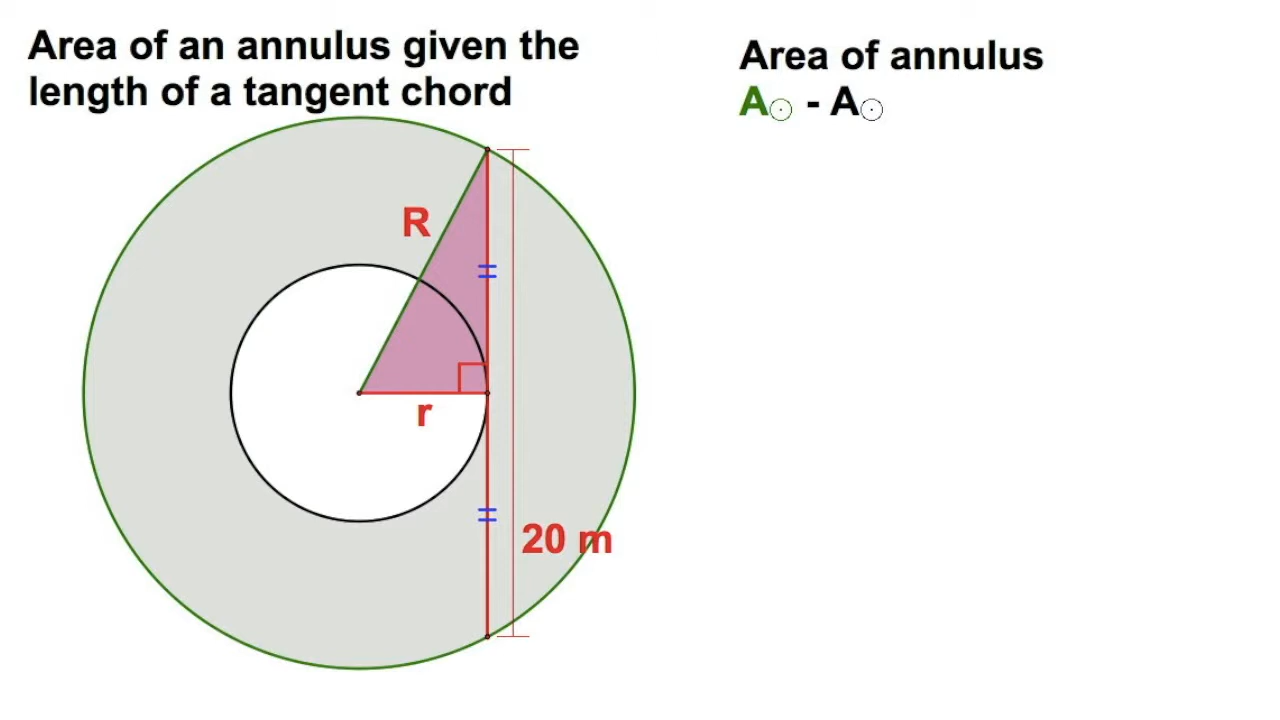 Area of an annulus given the
length of a tangent chord
R
r
20 m
Area of annulus
A⊙ - A⊙